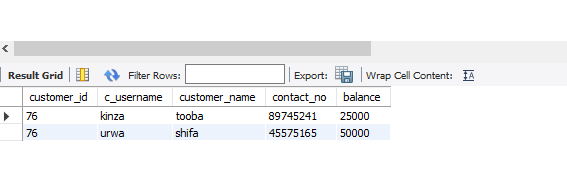 Result Grid Filter Rows: Export: Wrap Cell Content:
customer_id c_username customer_name contact_no balance
76 kinza tooba 89745241 25000
76 urwa shifa 45575165 50000